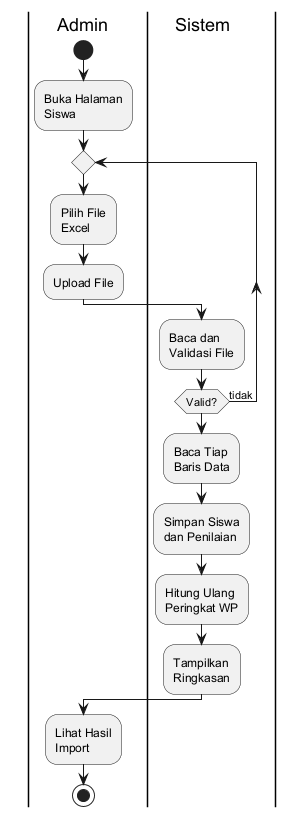 Admin
Sistem
Buka Halaman
Siswa
Pilih File
Excel
Upload File
Baca dan
Validasi File
Valid?
tidak
Baca Tiap
Baris Data
Simpan Siswa
dan Penilaian
Hitung Ulang
Peringkat WP
Tampilkan
Ringkasan
Lihat Hasil
Import